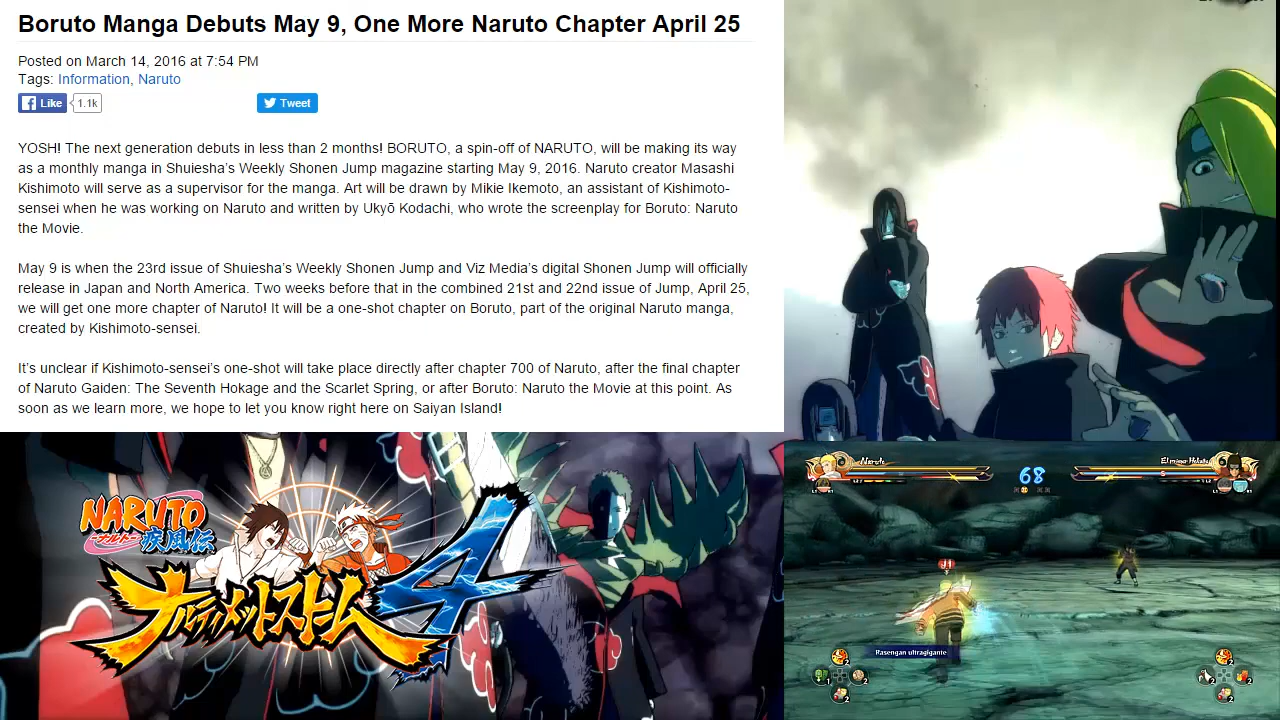 Boruto Manga Debuts May 9, One More Naruto Chapter April 25
Posted on March 14, 2016 at 7:54 PM
Tags: Information, Naruto
Like 1.1k Tweet
YOSH! The next generation debuts in less than 2 months! BORUTO, a spin-off of NARUTO, will be making its way
as a monthly manga in Shuiesha's Weekly Shonen Jump magazine starting May 9, 2016. Naruto creator Masashi
Kishimoto will serve as a supervisor for the manga. Art will be drawn by Mikie Ikemoto, an assistant of Kishimoto-
sensei when he was working on Naruto and written by Ukyō Kodachi, who wrote the screenplay for Boruto: Naruto
the Movie.
May 9 is when the 23rd issue of Shuiesha's Weekly Shonen Jump and Viz Media's digital Shonen Jump will officially
release in Japan and North America. Two weeks before that in the combined 21st and 22nd issue of Jump, April 25,
we will get one more chapter of Naruto! It will be a one-shot chapter on Boruto, part of the original Naruto manga,
created by Kishimoto-sensei.
It's unclear if Kishimoto-sensei's one-shot will take place directly after chapter 700 of Naruto, after the final chapter
of Naruto Gaiden: The Seventh Hokage and the Scarlet Spring, or after Boruto: Naruto the Movie at this point. As
soon as we learn more, we hope to let you know right here on Saiyan Island!
NARUTO
ナルト
疾風伝
ナルティメットストーム4
Naruto
68
J1
Rasengan ultragigante